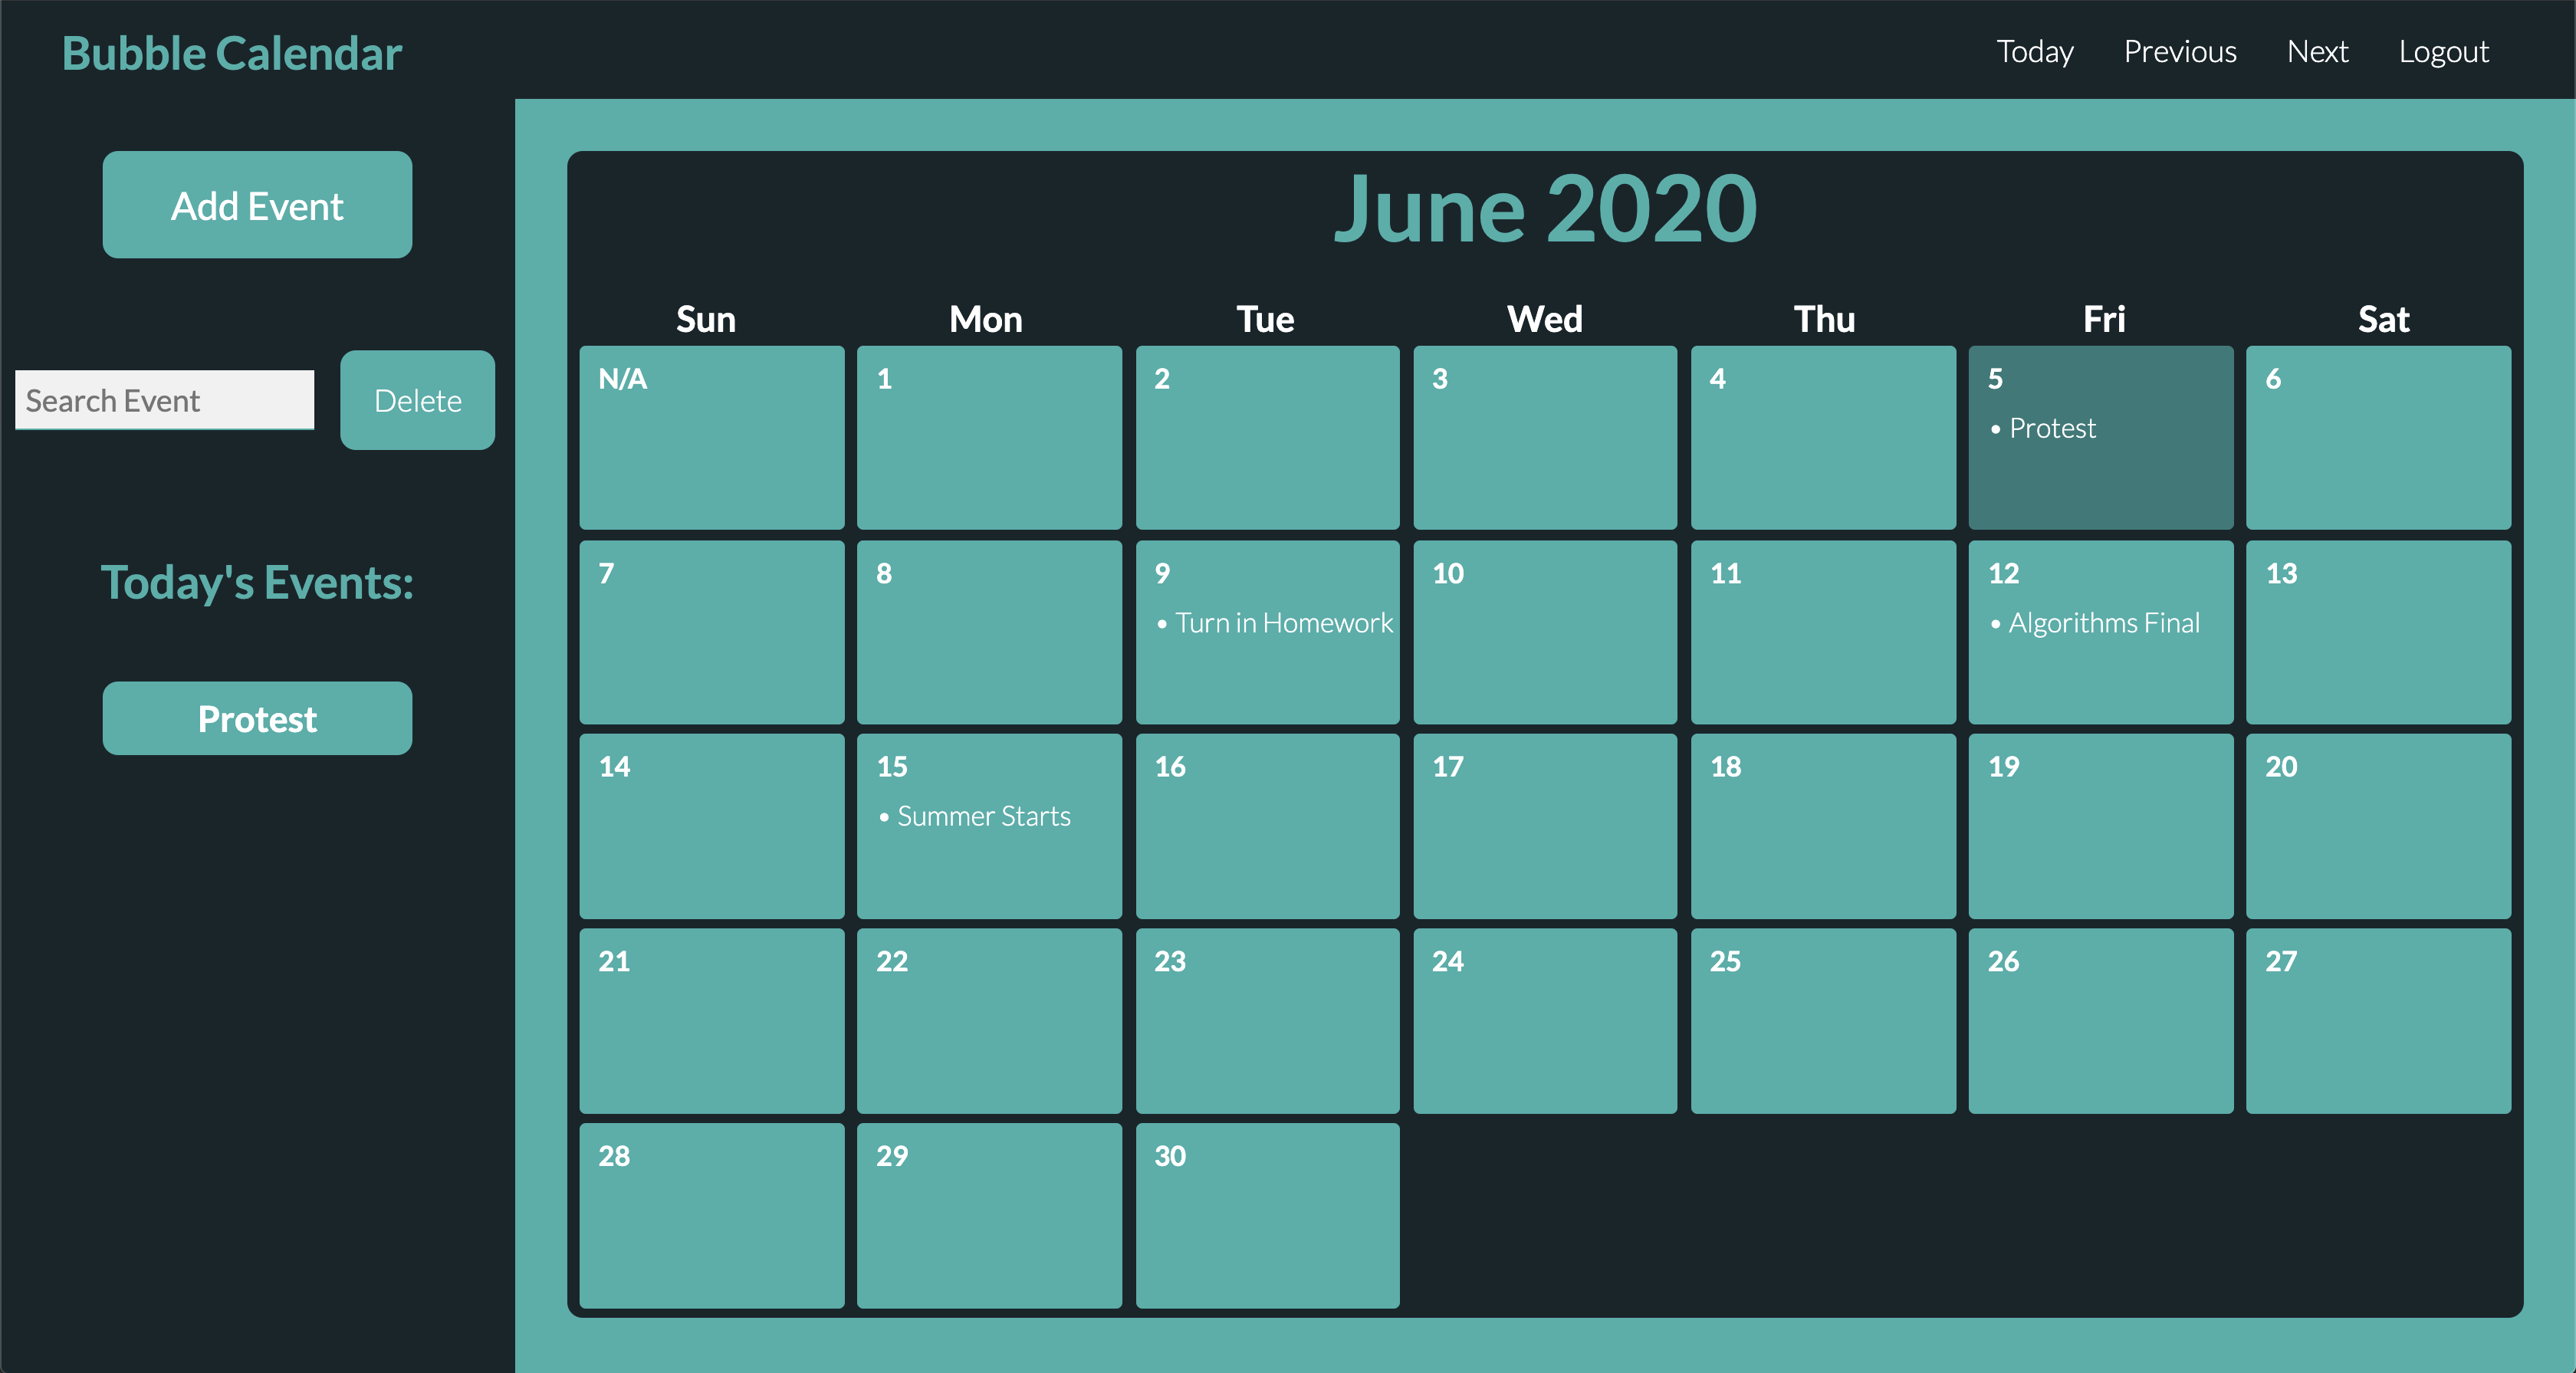 Bubble Calendar
Today Previous Next Logout
Add Event
Search Event Delete
Today's Events:
Protest
June 2020
Sun Mon Tue Wed Thu Fri Sat
N/A 1 2 3 4 5 6
• Protest
7 8 9 10 11 12 13
• Turn in Homework • Algorithms Final
14 15 16 17 18 19 20
• Summer Starts
21 22 23 24 25 26 27
28 29 30